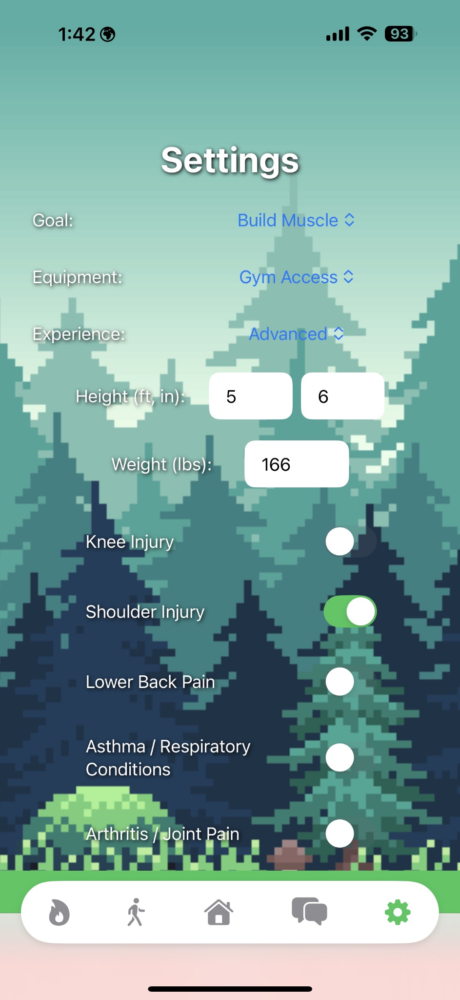 1:42
93
Settings
Goal: Build Muscle
Equipment: Gym Access
Experience: Advanced
Height (ft, in): 5 6
Weight (lbs): 166
Knee Injury
Shoulder Injury
Lower Back Pain
Asthma / Respiratory
Conditions
Arthritis / Joint Pain